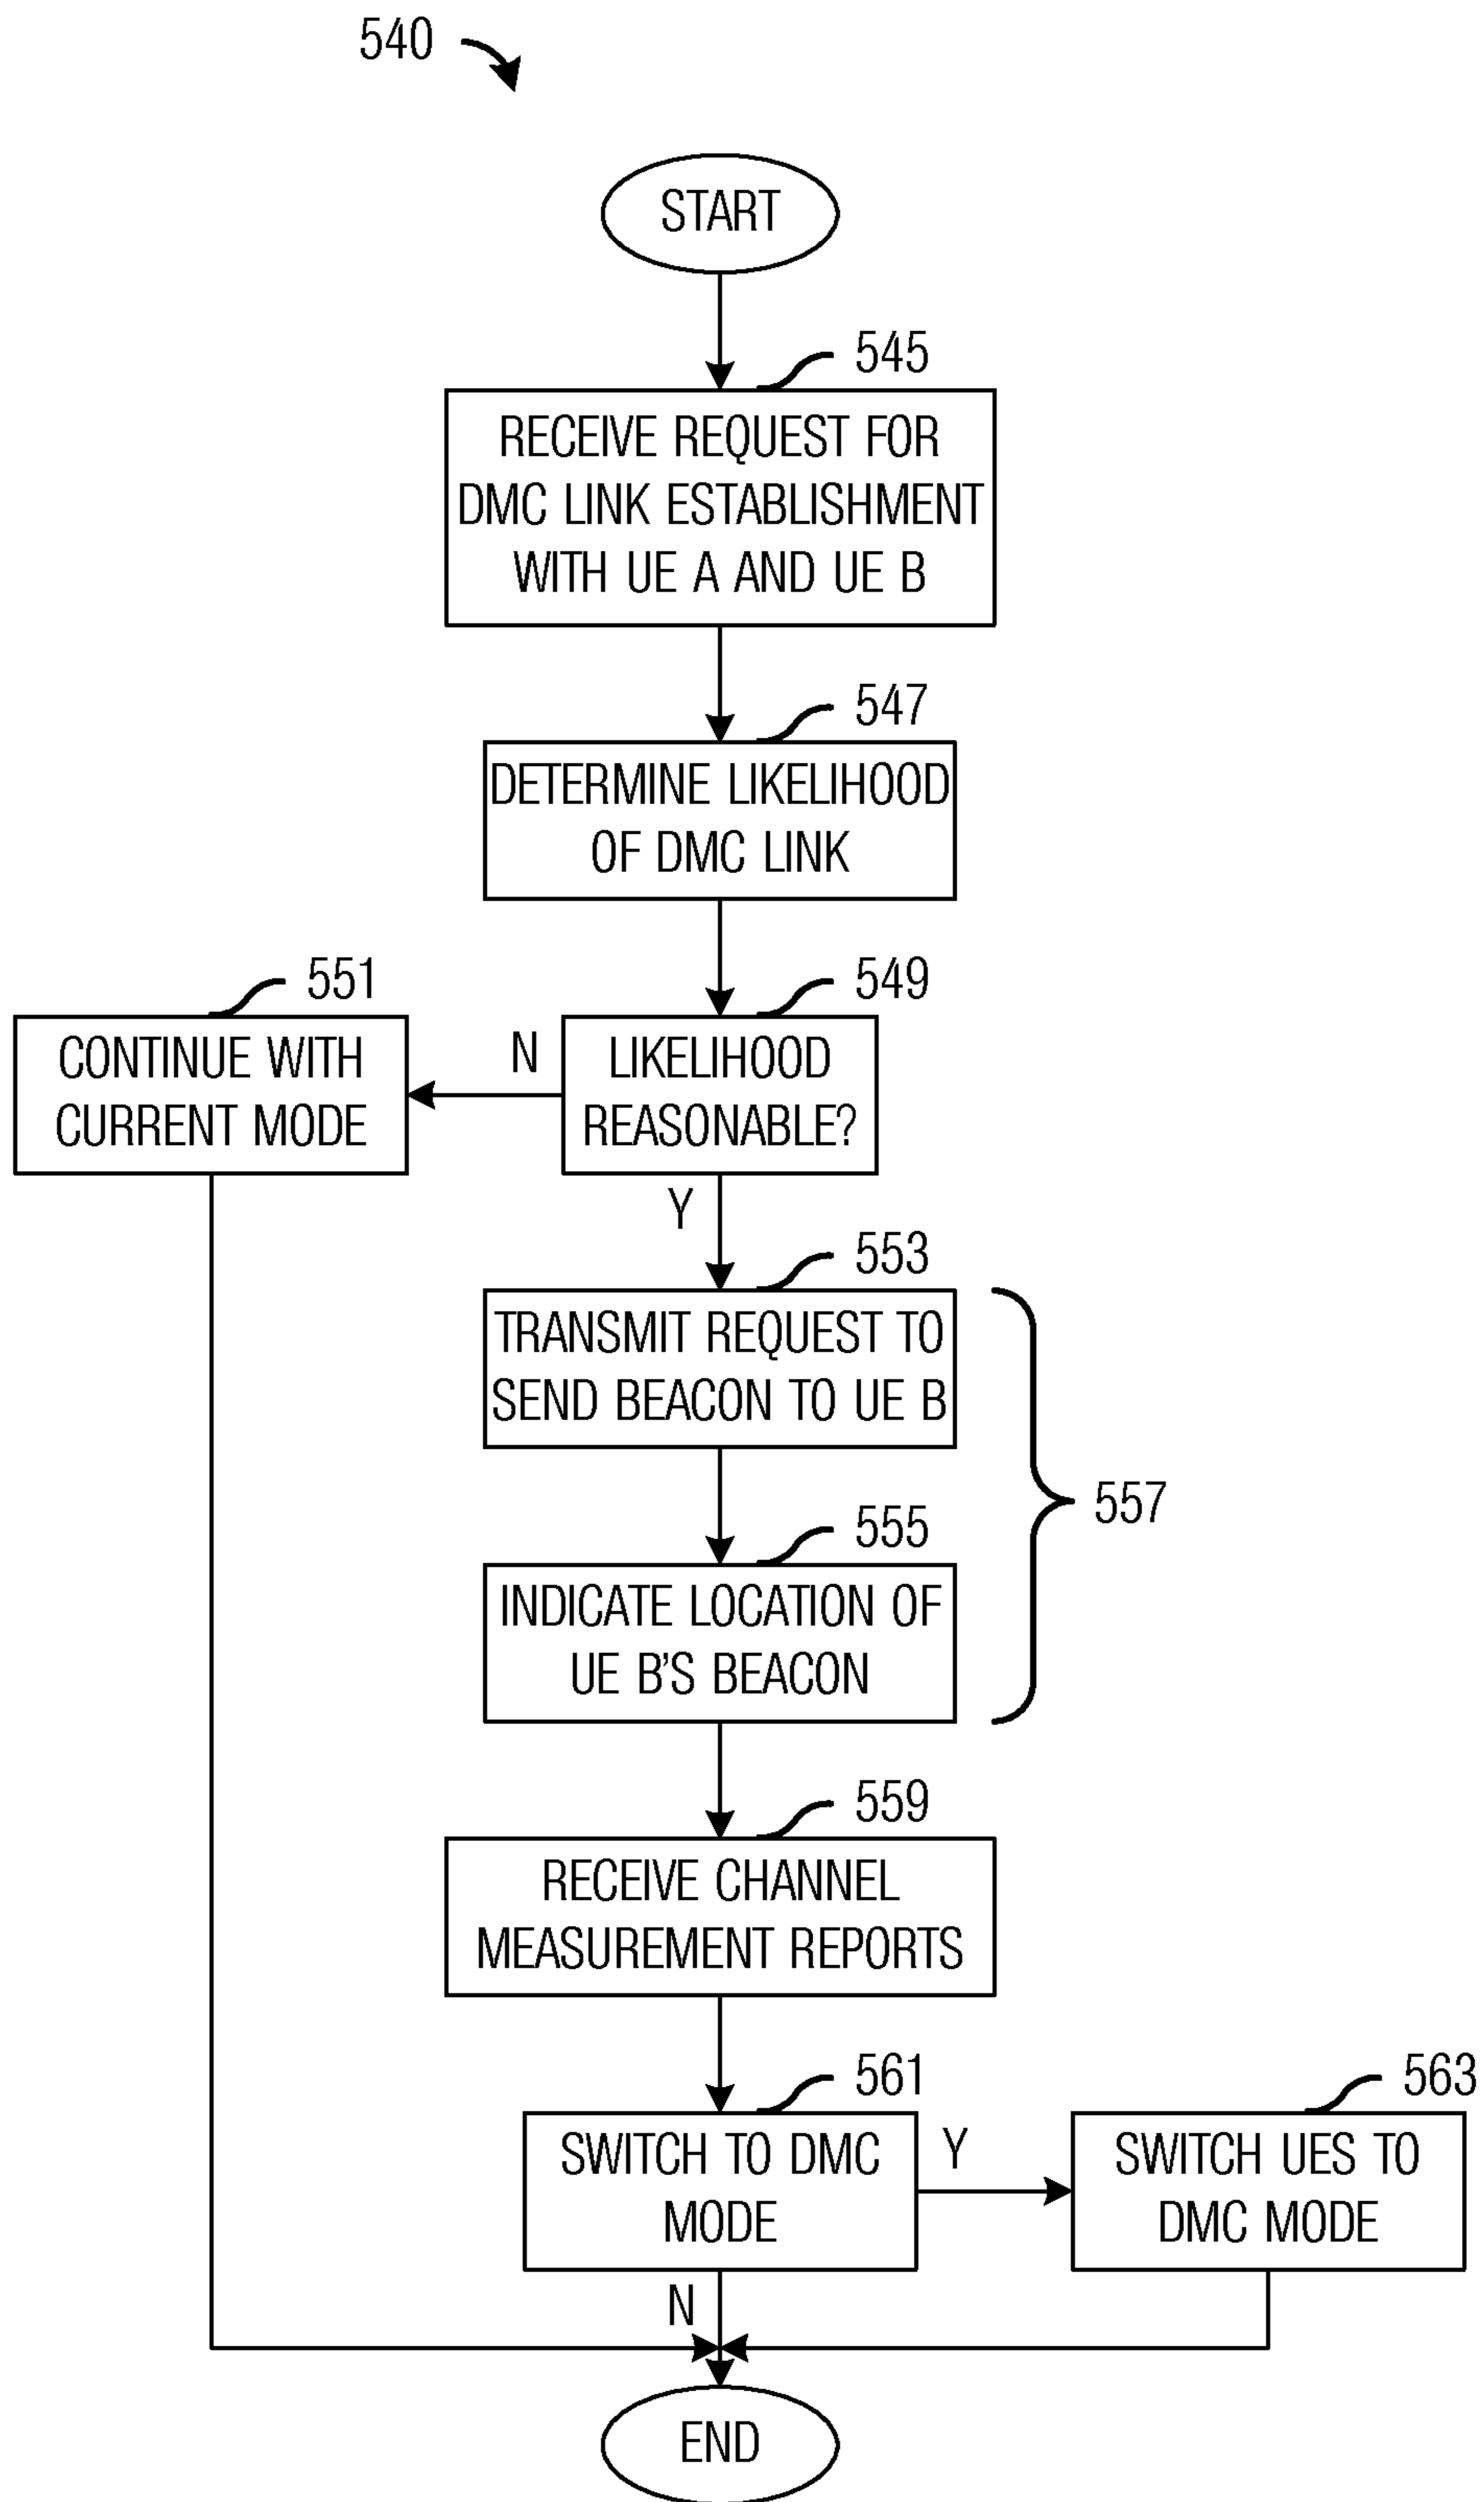 540
START
545
RECEIVE REQUEST FOR
DMC LINK ESTABLISHMENT
WITH UE A AND UE B
547
DETERMINE LIKELIHOOD
OF DMC LINK
551
CONTINUE WITH
CURRENT MODE
549
N
LIKELIHOOD
REASONABLE?
Y
553
TRANSMIT REQUEST TO
SEND BEACON TO UE B
557
555
INDICATE LOCATION OF
UE B'S BEACON
559
RECEIVE CHANNEL
MEASUREMENT REPORTS
561
SWITCH TO DMC
MODE
Y
563
SWITCH UES TO
DMC MODE
N
END